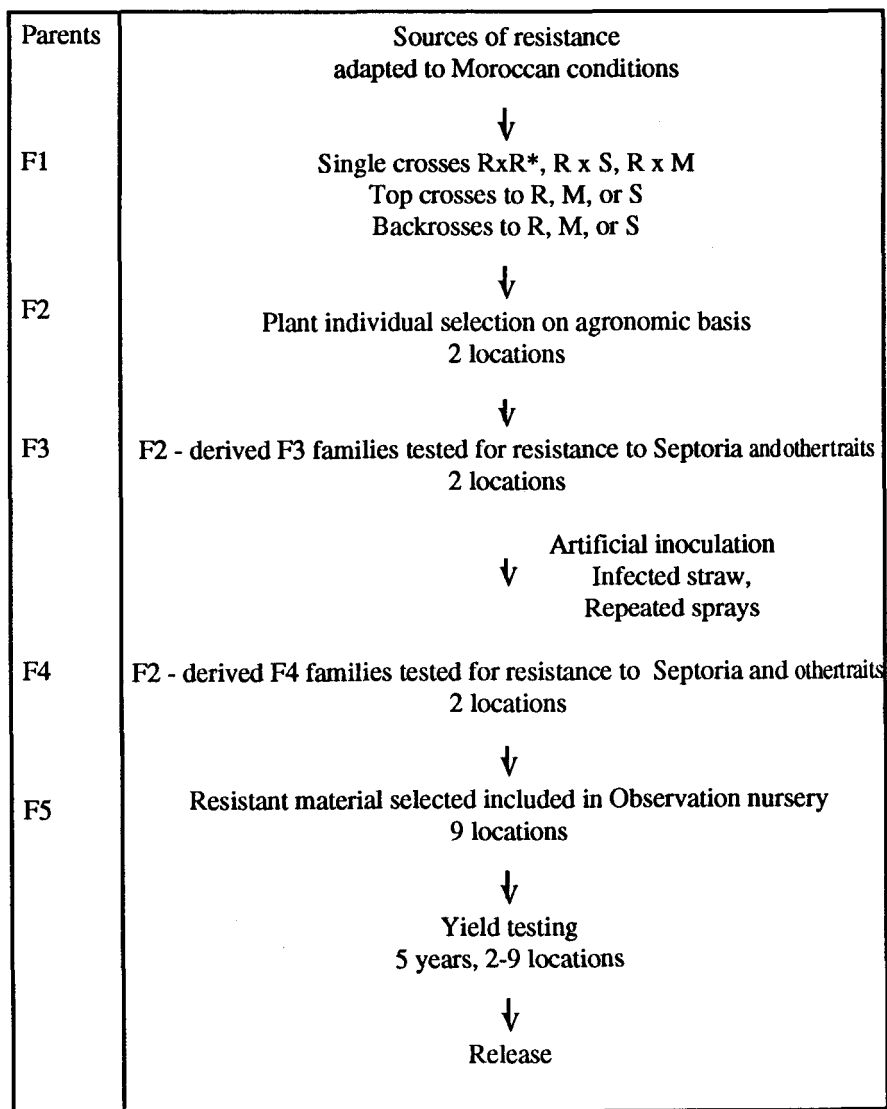 Parents
Sources of resistance
adapted to Moroccan conditions
F1
Single crosses RxR*, R x S, R x M
Top crosses to R, M, or S
Backrosses to R, M, or S
F2
Plant individual selection on agronomic basis
2 locations
F3
F2 - derived F3 families tested for resistance to Septoria and othertraits
2 locations
Artificial inoculation
Infected straw,
Repeated sprays
F4
F2 - derived F4 families tested for resistance to Septoria and othertraits
2 locations
F5
Resistant material selected included in Observation nursery
9 locations
Yield testing
5 years, 2-9 locations
Release